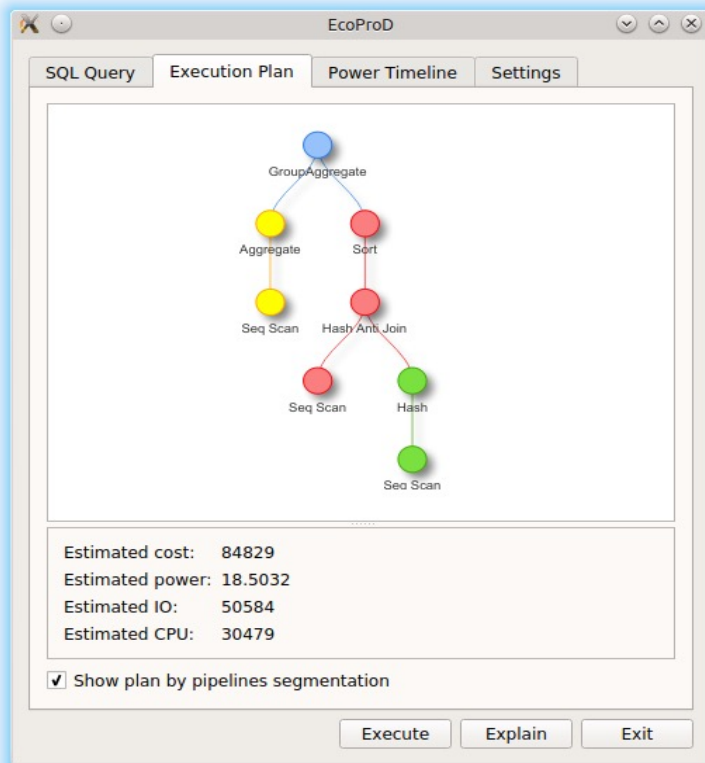 EcoProD
SQL Query Execution Plan Power Timeline Settings
GroupAggregate
Aggregate Sort
Seq Scan Hash Anti Join
Seq Scan Hash
Seq Scan
Estimated cost: 84829
Estimated power: 18.5032
Estimated IO: 50584
Estimated CPU: 30479
Show plan by pipelines segmentation
Execute Explain Exit